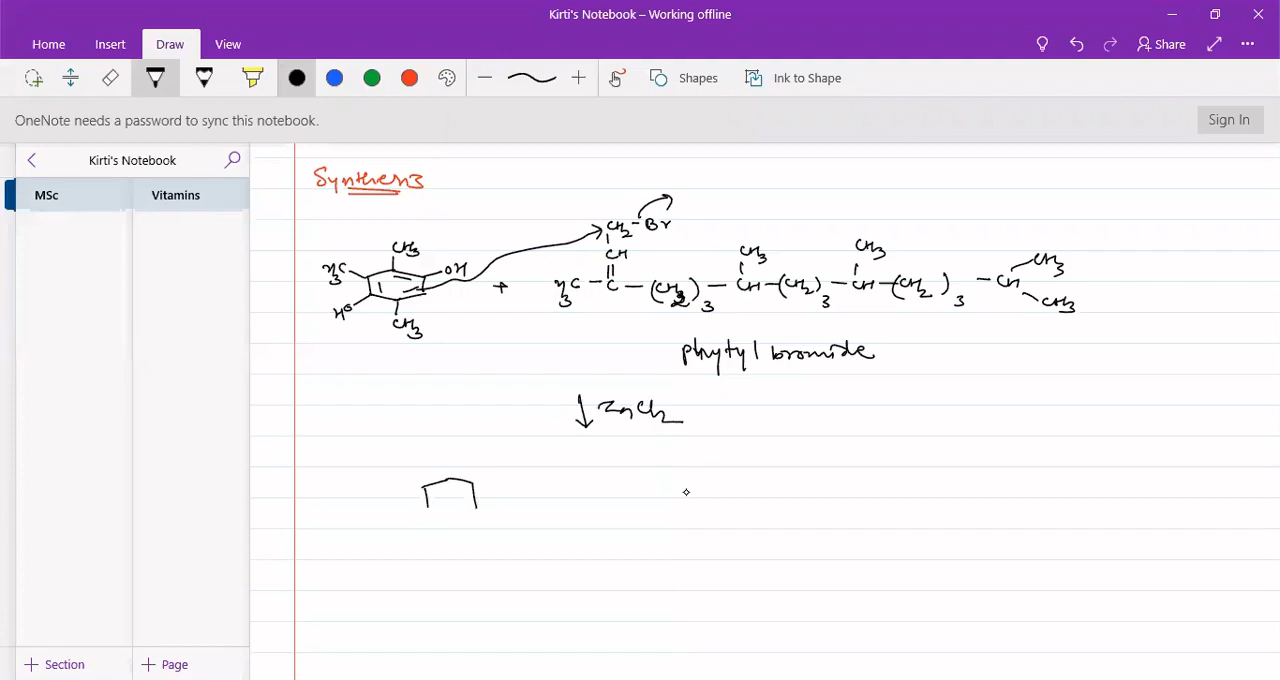 Kirti's Notebook – Working offline
Home Insert Draw View Share
Shapes Ink to Shape
OneNote needs a password to sync this notebook. Sign In
Kirti's Notebook
MSc Vitamins
Synthesis
CH2-Br
CH3 CH CH3 CH3 CH3
H3C OH + H3C - C - (CH2)3 - CH - (CH2)3 - CH - (CH2)3 - CH
HO CH3 CH3
phytyl bromide
↓ ZnCl2
+ Section + Page